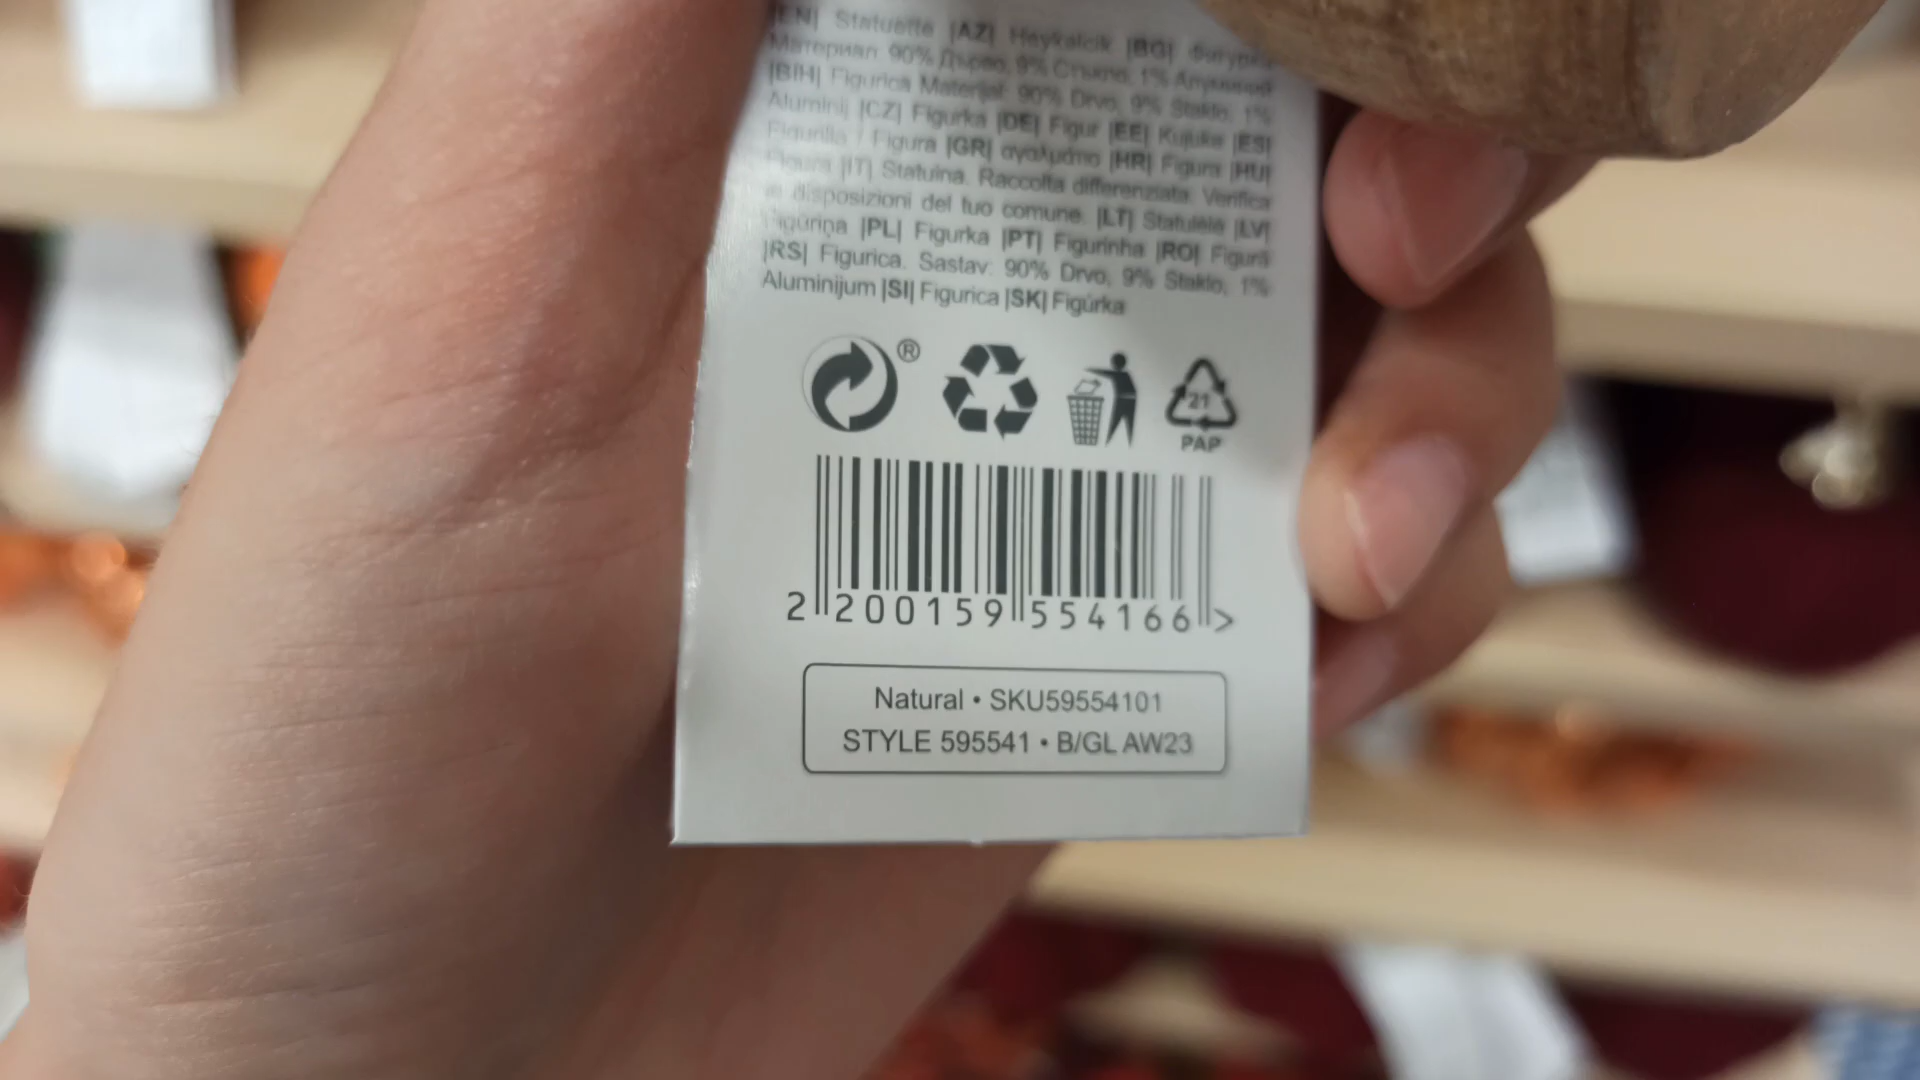 |EN| Statuette |AZ| Heykəlcik |BG| Фигурка
Материал: 90% Дърво, 9% Стъкло, 1% Алуминий
|BIH| Figurica Materijal: 90% Drvo, 9% Staklo, 1%
Aluminij |CZ| Figurka |DE| Figur |EE| Kujuke |ES|
Figurilla / Figura |GR| αγαλμάτιο |HR| Figura |HU|
Figura |IT| Statuina. Raccolta differenziata. Verifica
le disposizioni del tuo comune. |LT| Statulėlė |LV|
Figūriņa |PL| Figurka |PT| Figurinha |RO| Figură
|RS| Figurica. Sastav: 90% Drvo, 9% Staklo, 1%
Aluminijum |SI| Figurica |SK| Figúrka
®
21
PAP
2 200159 554166 >
Natural • SKU59554101
STYLE 595541 • B/GL AW23